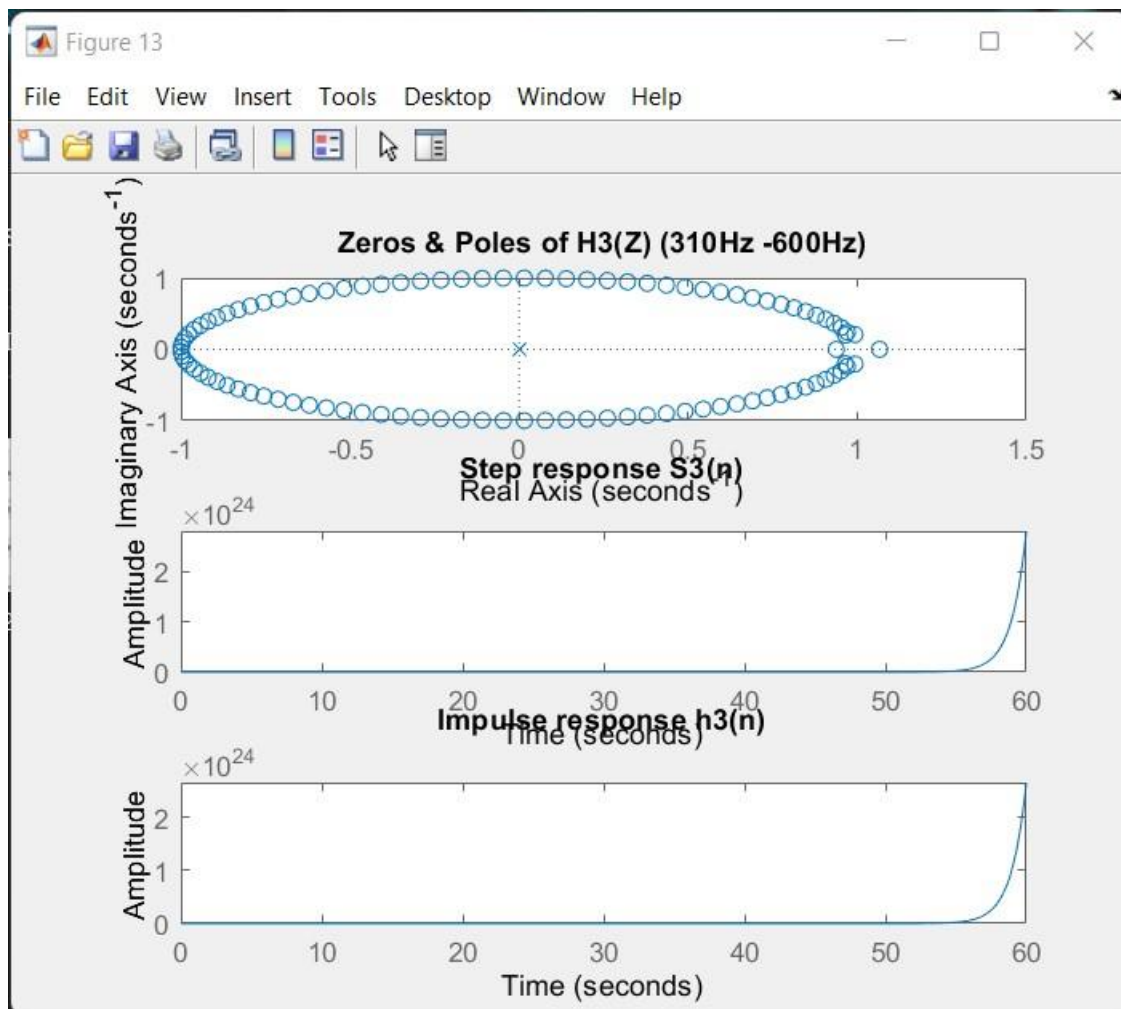 Figure 13
File Edit View Insert Tools Desktop Window Help
Zeros & Poles of H3(Z) (310Hz -600Hz)
Imaginary Axis (seconds⁻¹)
1
0
-1
-1 -0.5 0 0.5 1 1.5
Real Axis (seconds⁻¹)
Step response S3(n)
×10²⁴
Amplitude
2
1
0
0 10 20 30 40 50 60
Time (seconds)
Impulse response h3(n)
×10²⁴
Amplitude
2
1
0
0 10 20 30 40 50 60
Time (seconds)